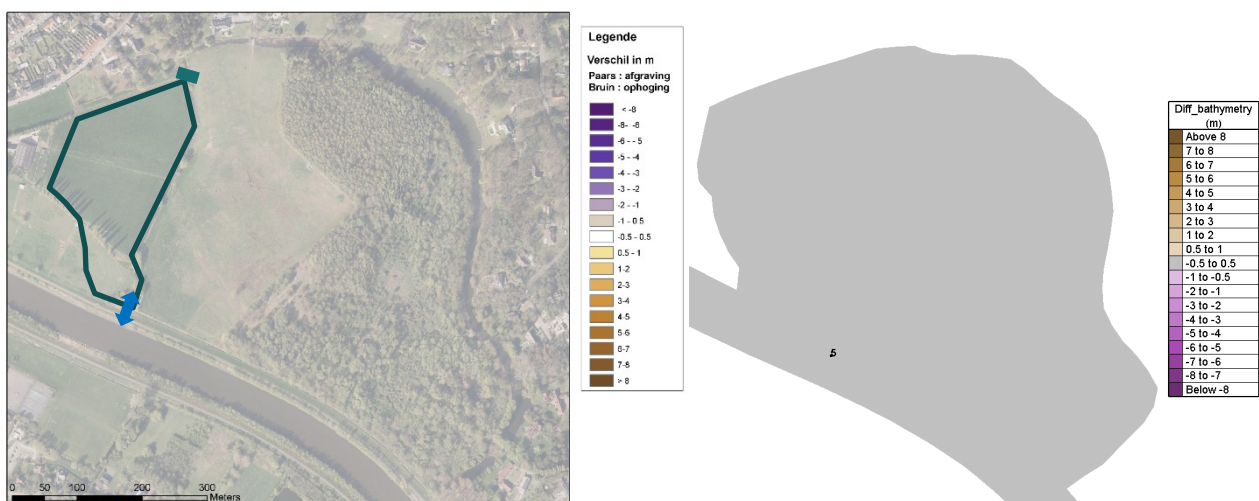 0 50 100 200 300
Meters
Legende
Verschil in m
Paars : afgraving
Bruin : ophoging
< -8
-8- -6
-6 - -5
-5 - -4
-4 - -3
-3 - -2
-2 - -1
-1 - 0.5
-0.5 - 0.5
0.5 - 1
1-2
2-3
3-4
4-5
5-6
6-7
7-8
> 8
5
Diff_bathymetry
(m)
Above 8
7 to 8
6 to 7
5 to 6
4 to 5
3 to 4
2 to 3
1 to 2
0.5 to 1
-0.5 to 0.5
-1 to -0.5
-2 to -1
-3 to -2
-4 to -3
-5 to -4
-6 to -5
-7 to -6
-8 to -7
Below -8